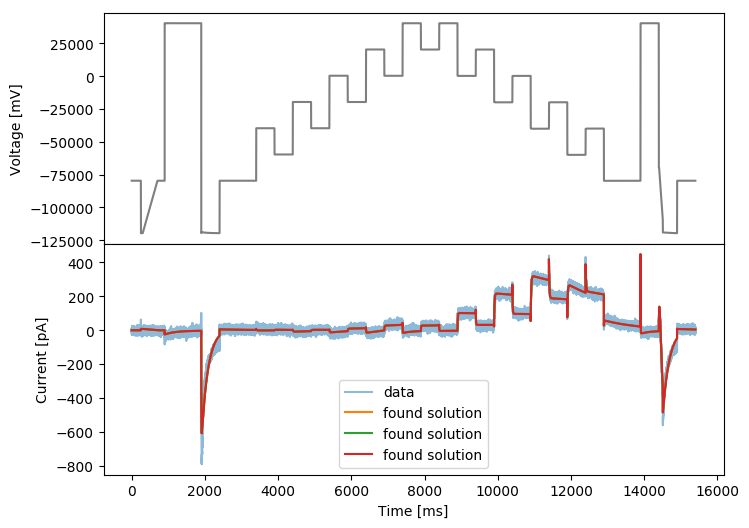 25000
0
−25000
−50000
−75000
−100000
−125000
Voltage [mV]
400
200
0
−200
−400
−600
−800
Current [pA]
data
found solution
found solution
found solution
0 2000 4000 6000 8000 10000 12000 14000 16000
Time [ms]